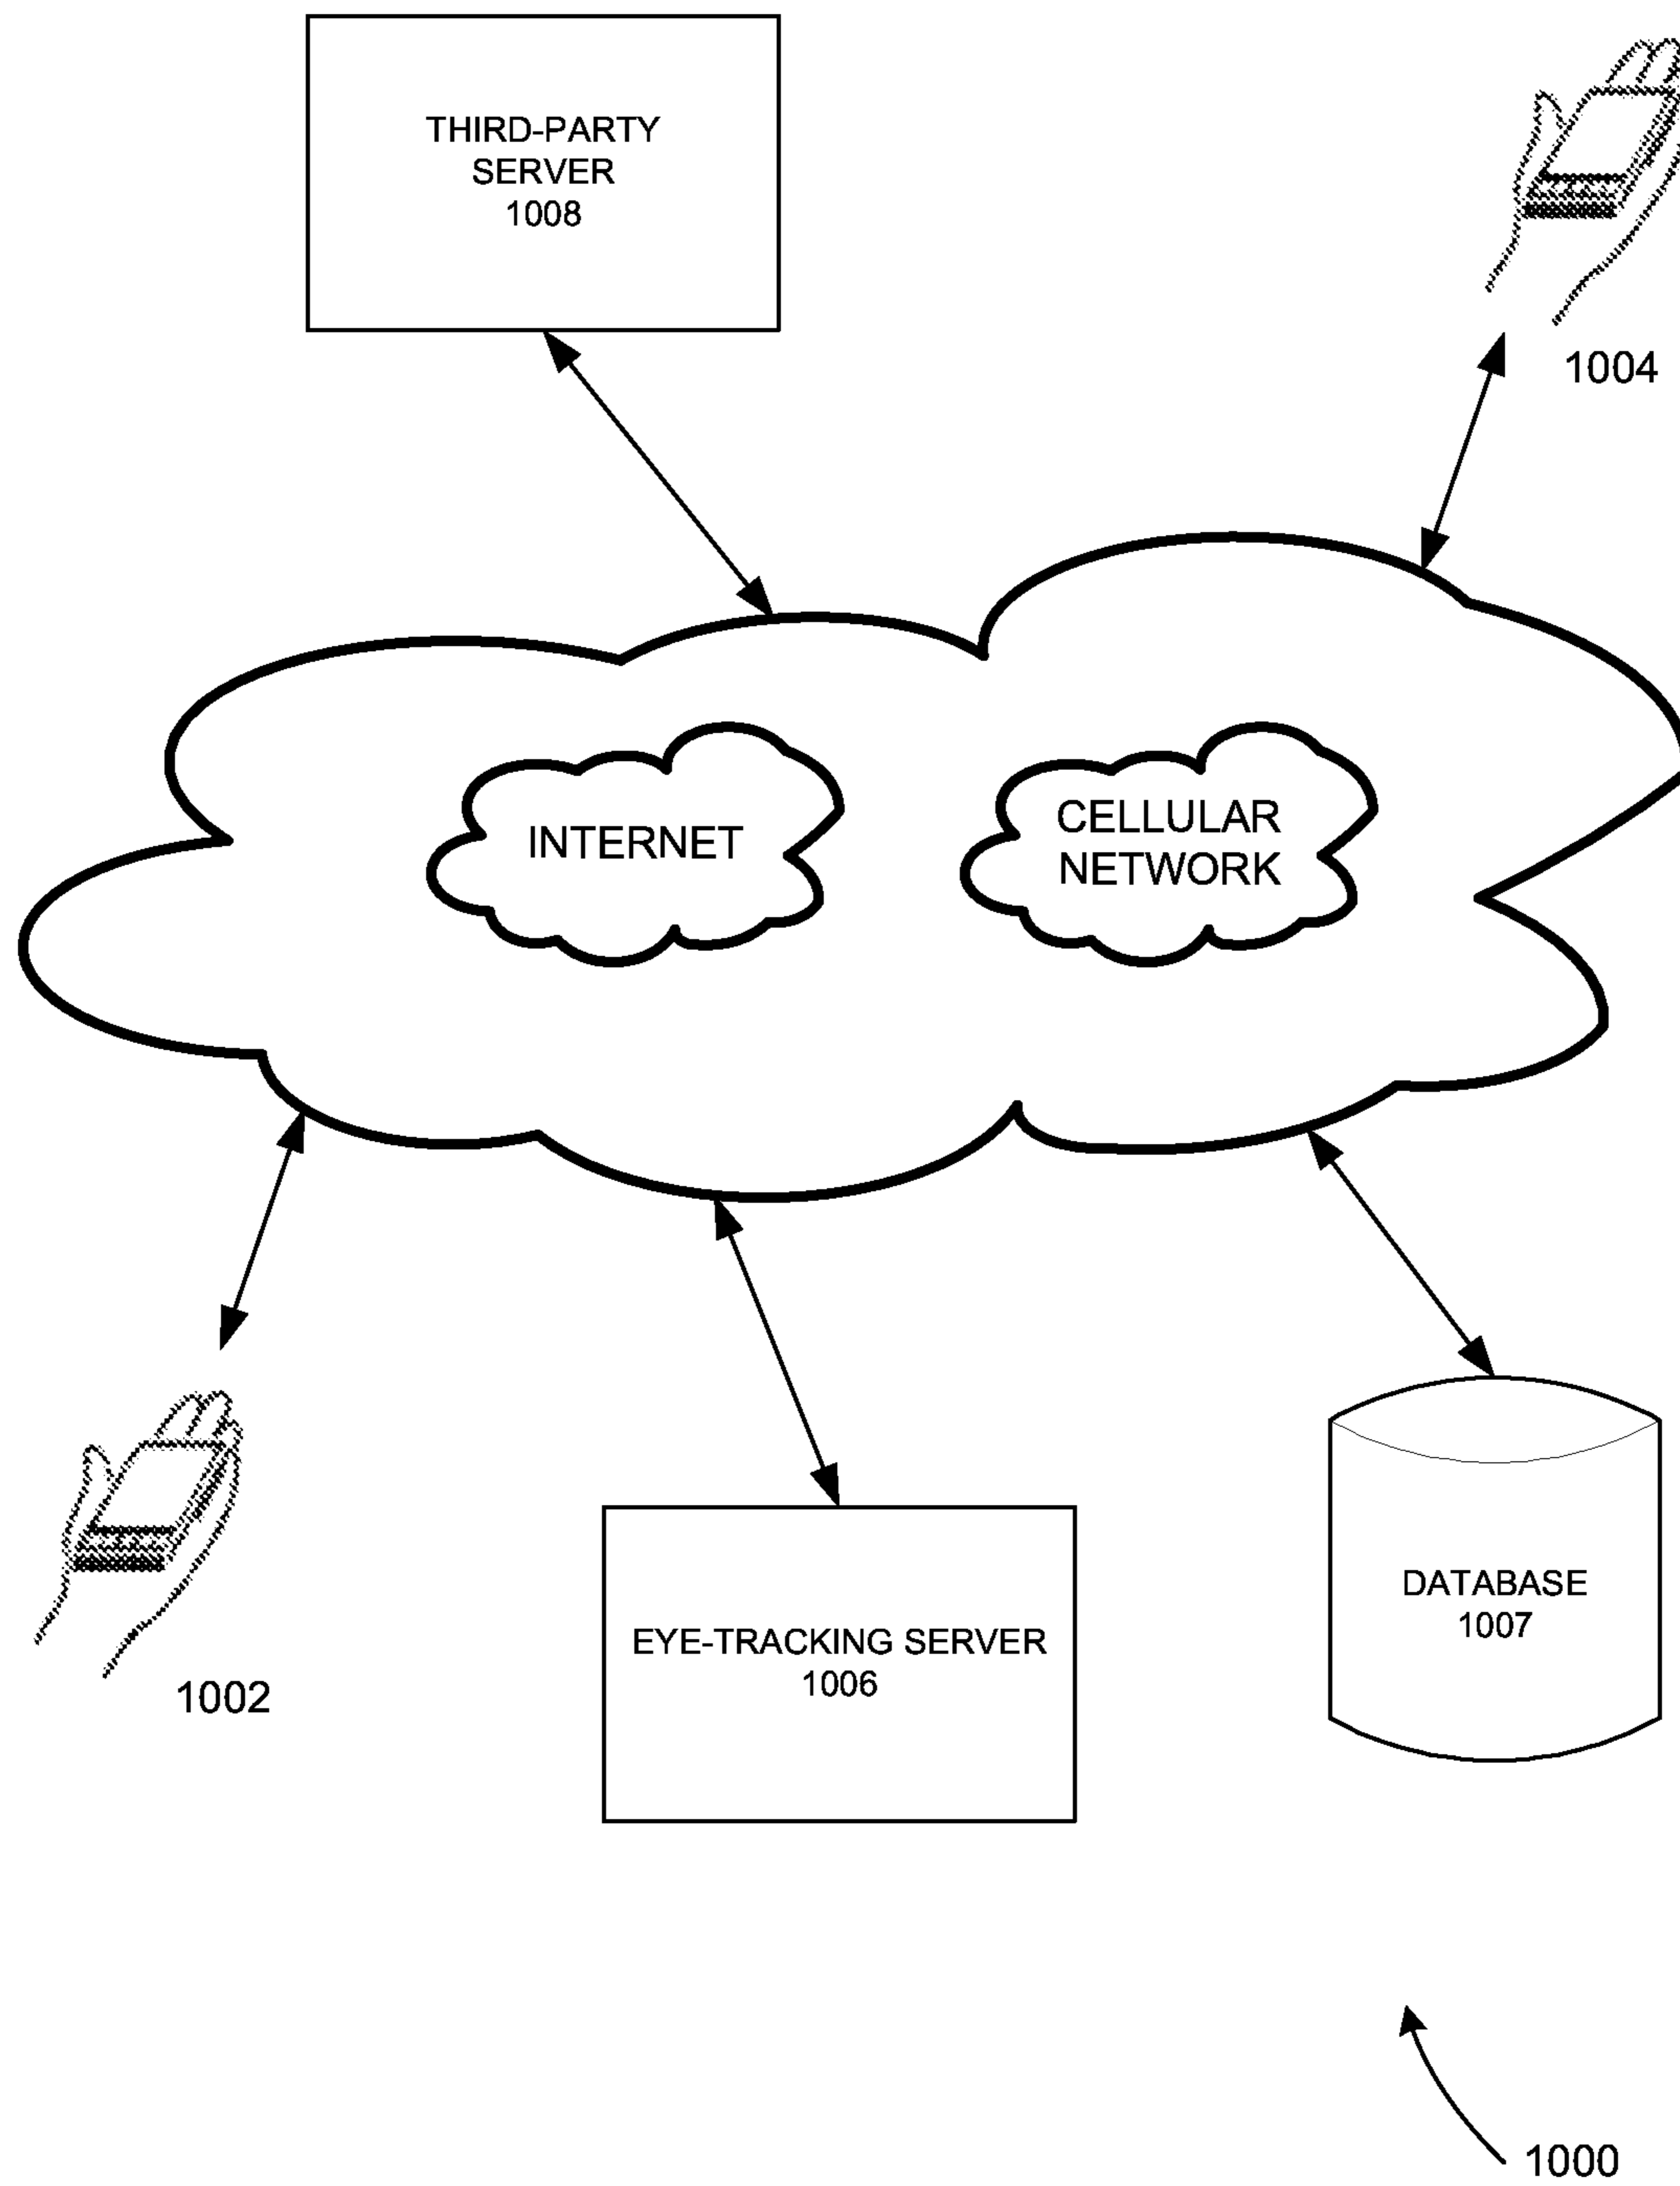 THIRD-PARTY
SERVER
1008
1004
INTERNET
CELLULAR
NETWORK
DATABASE
1007
EYE-TRACKING SERVER
1006
1002
1000